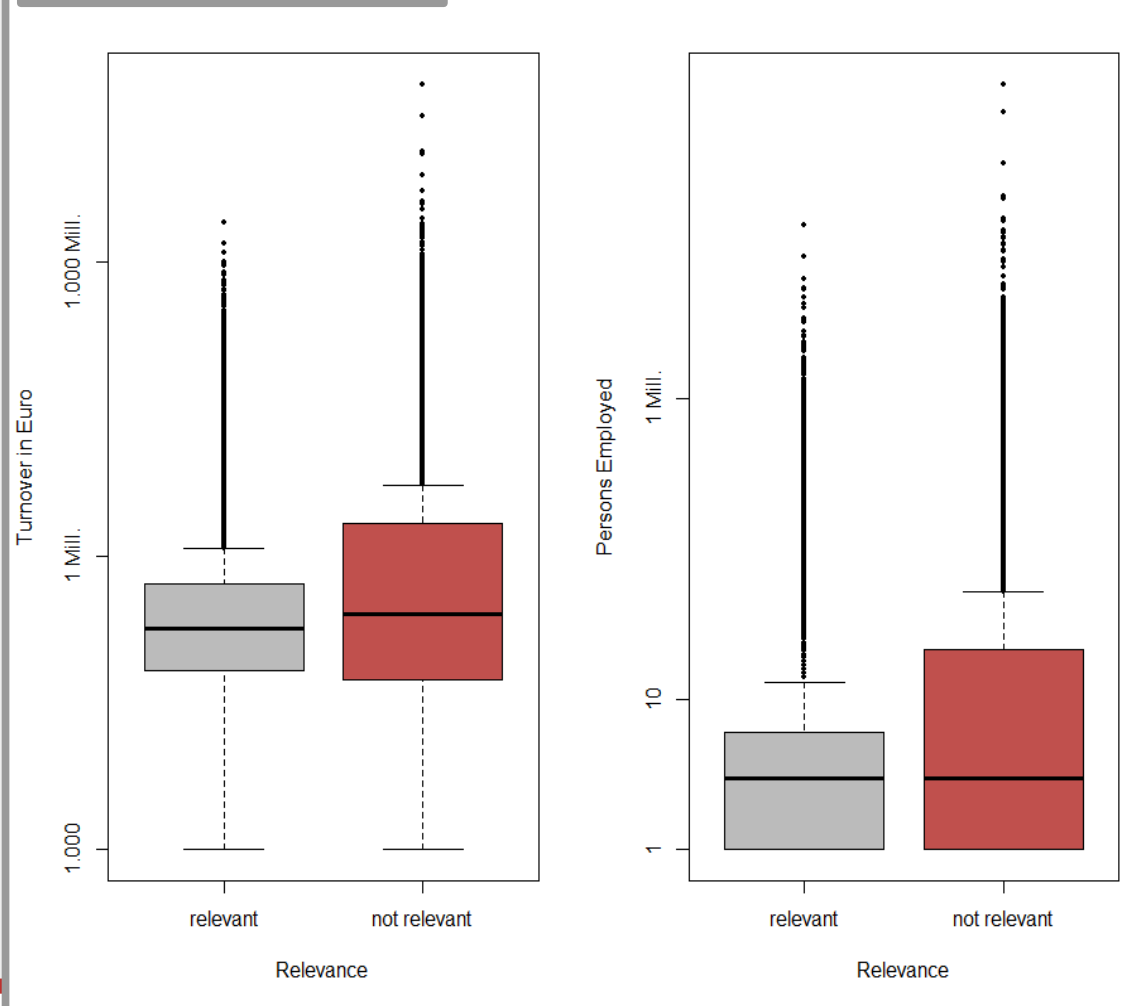 Turnover in Euro
1.000 Mill.
1 Mill.
1.000
relevant
not relevant
Relevance
Persons Employed
1 Mill.
10
1
relevant
not relevant
Relevance